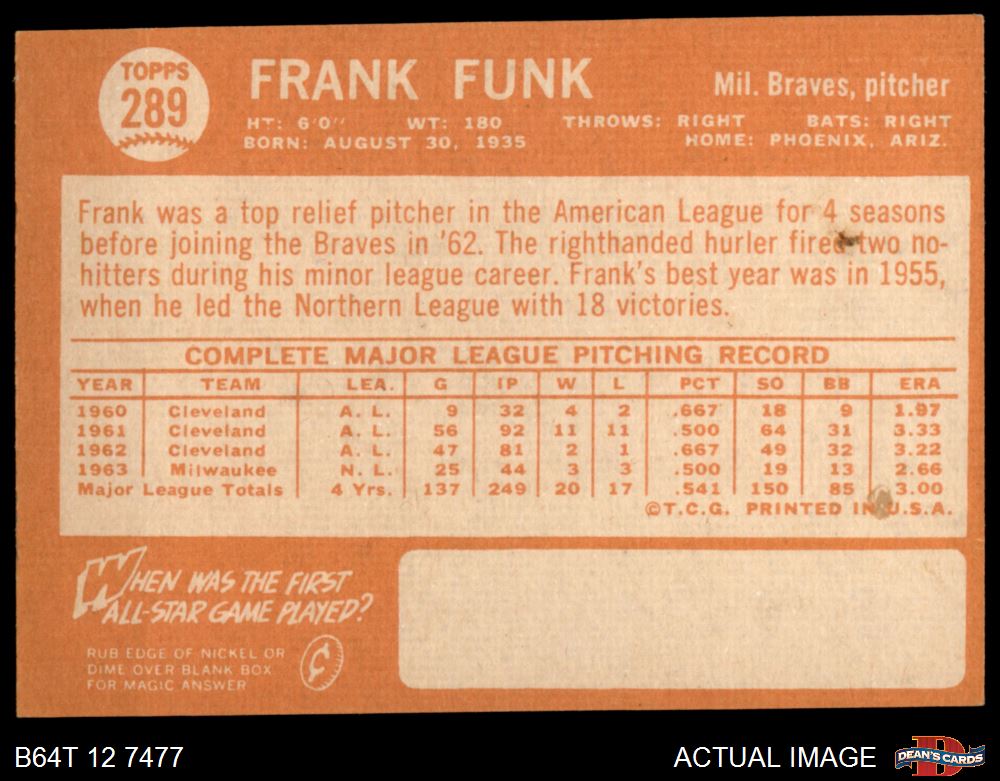 TOPPS
289
FRANK FUNK
Mil. Braves, pitcher
HT: 6'0" WT: 180 THROWS: RIGHT BATS: RIGHT
BORN: AUGUST 30, 1935 HOME: PHOENIX, ARIZ.
Frank was a top relief pitcher in the American League for 4 seasons
before joining the Braves in '62. The righthanded hurler fired two no-
hitters during his minor league career. Frank's best year was in 1955,
when he led the Northern League with 18 victories.
COMPLETE MAJOR LEAGUE PITCHING RECORD
YEAR TEAM LEA. G IP W L PCT SO BB ERA
1960 Cleveland A. L. 9 32 4 2 .667 18 9 1.97
1961 Cleveland A. L. 56 92 11 11 .500 64 31 3.33
1962 Cleveland A. L. 47 81 2 1 .667 49 32 3.22
1963 Milwaukee N. L. 25 44 3 3 .500 19 13 2.66
Major League Totals 4 Yrs. 137 249 20 17 .541 150 85 3.00
©T.C.G. PRINTED IN U.S.A.
WHEN WAS THE FIRST
ALL-STAR GAME PLAYED?
RUB EDGE OF NICKEL OR
DIME OVER BLANK BOX
FOR MAGIC ANSWER
¢
B64T 12 7477
ACTUAL IMAGE
D
DEAN'S CARDS